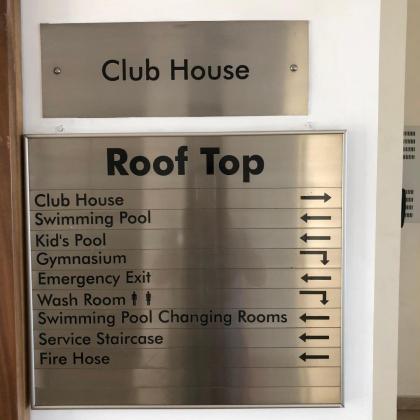 Club House
Roof Top
Club House
Swimming Pool
Kid's Pool
Gymnasium
Emergency Exit
Wash Room
Swimming Pool Changing Rooms
Service Staircase
Fire Hose